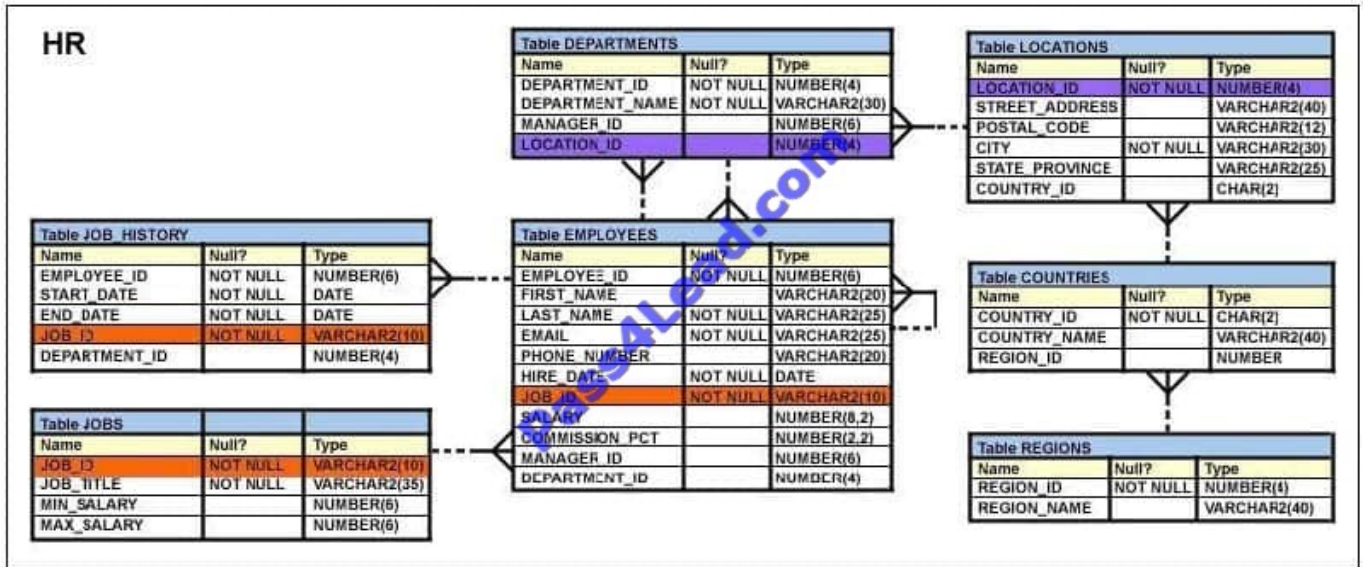 HR
Table DEPARTMENTS
Name Null? Type
DEPARTMENT_ID NOT NULL NUMBER(4)
DEPARTMENT_NAME NOT NULL VARCHAR2(30)
MANAGER_ID NUMBER(6)
LOCATION_ID NUMBER(4)
Table LOCATIONS
Name Null? Type
LOCATION_ID NOT NULL NUMBER(4)
STREET_ADDRESS VARCHAR2(40)
POSTAL_CODE VARCHAR2(12)
CITY NOT NULL VARCHAR2(30)
STATE_PROVINCE VARCHAR2(25)
COUNTRY_ID CHAR(2)
Table JOB_HISTORY
Name Null? Type
EMPLOYEE_ID NOT NULL NUMBER(6)
START_DATE NOT NULL DATE
END_DATE NOT NULL DATE
JOB_ID NOT NULL VARCHAR2(10)
DEPARTMENT_ID NUMBER(4)
Table EMPLOYEES
Name Null? Type
EMPLOYEE_ID NOT NULL NUMBER(6)
FIRST_NAME VARCHAR2(20)
LAST_NAME NOT NULL VARCHAR2(25)
EMAIL NOT NULL VARCHAR2(25)
PHONE_NUMBER VARCHAR2(20)
HIRE_DATE NOT NULL DATE
JOB_ID NOT NULL VARCHAR2(10)
SALARY NUMBER(8,2)
COMMISSION_PCT NUMBER(2,2)
MANAGER_ID NUMBER(6)
DEPARTMENT_ID NUMBER(4)
Table COUNTRIES
Name Null? Type
COUNTRY_ID NOT NULL CHAR(2)
COUNTRY_NAME VARCHAR2(40)
REGION_ID NUMBER
Table JOBS
Name Null? Type
JOB_ID NOT NULL VARCHAR2(10)
JOB_TITLE NOT NULL VARCHAR2(35)
MIN_SALARY NUMBER(6)
MAX_SALARY NUMBER(6)
Table REGIONS
Name Null? Type
REGION_ID NOT NULL NUMBER(4)
REGION_NAME VARCHAR2(40)
Pass4Lead.com